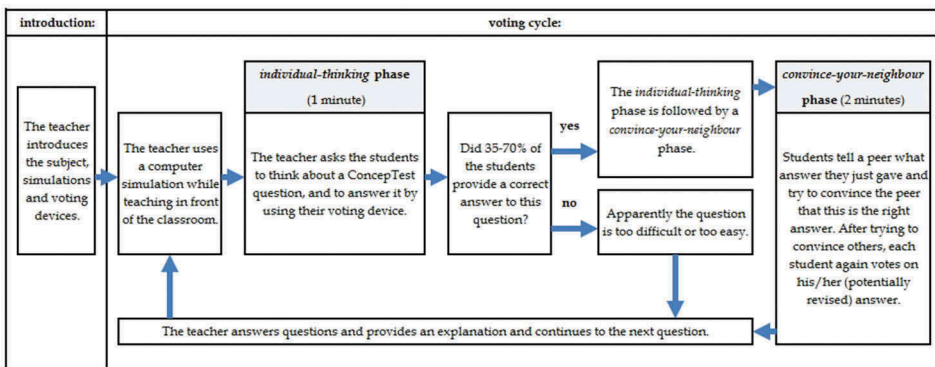 introduction:
voting cycle:
The teacher
introduces
the subject,
simulations
and voting
devices.
The teacher uses
a computer
simulation while
teaching in front
of the classroom.
individual-thinking phase
(1 minute)
The teacher asks the students
to think about a ConcepTest
question, and to answer it by
using their voting device.
Did 35-70% of
the students
provide a correct
answer to this
question?
yes
no
The individual-thinking
phase is followed by a
convince-your-neighbour
phase.
Apparently the question
is too difficult or too easy.
convince-your-neighbour
phase (2 minutes)
Students tell a peer what
answer they just gave and
try to convince the peer
that this is the right
answer. After trying to
convince others, each
student again votes on
his/her (potentially
revised) answer.
The teacher answers questions and provides an explanation and continues to the next question.